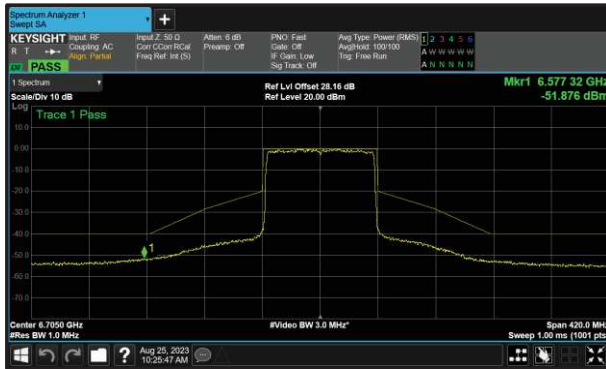 Spectrum Analyzer 1
Swept SA
KEYSIGHT
R T
PASS
Input: RF
Coupling: AC
Align: Partial
Input Z: 50 Ω
Corr CCorr RCal
Freq Ref: Int (S)
Atten: 6 dB
Preamp: Off
PNO: Fast
Gate: Off
IF Gain: Low
Sig Track: Off
Avg Type: Power (RMS)
Avg|Hold: 100/100
Trig: Free Run
1 2 3 4 5 6
A W W W W W
A N N N N N
1 Spectrum
Scale/Div 10 dB
Ref Lvl Offset 28.16 dB
Ref Level 20.00 dBm
Mkr1 6.577 32 GHz
-51.876 dBm
Log
Trace 1 Pass
10.0
0.00
-10.0
-20.0
-30.0
-40.0
-50.0
-60.0
-70.0
1
Center 6.7050 GHz
#Res BW 1.0 MHz
#Video BW 3.0 MHz*
Span 420.0 MHz
Sweep 1.00 ms (1001 pts)
?
Aug 25, 2023
10:25:47 AM